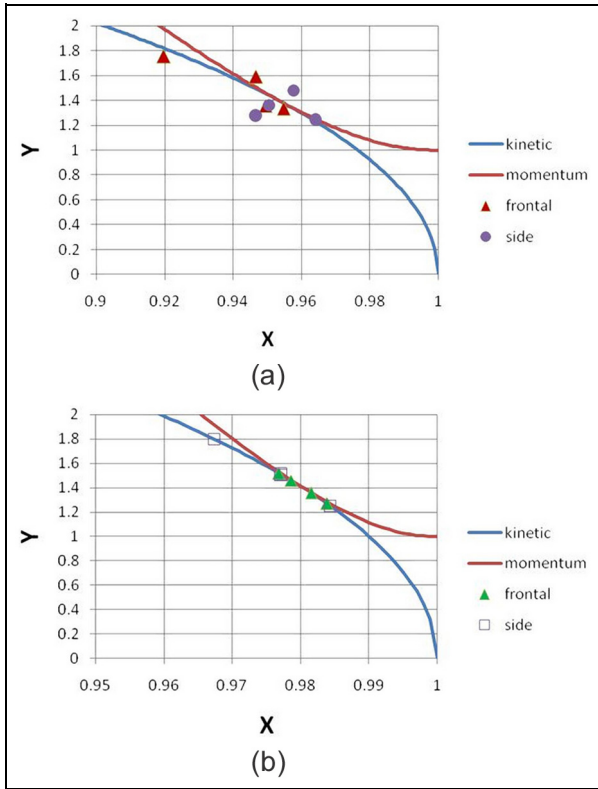 2
1.8
1.6
1.4
1.2
1
0.8
0.6
0.4
0.2
0
Y
0.9 0.92 0.94 0.96 0.98 1
X
kinetic
momentum
frontal
side
(a)
2
1.8
1.6
1.4
1.2
1
0.8
0.6
0.4
0.2
0
Y
0.95 0.96 0.97 0.98 0.99 1
X
kinetic
momentum
frontal
side
(b)